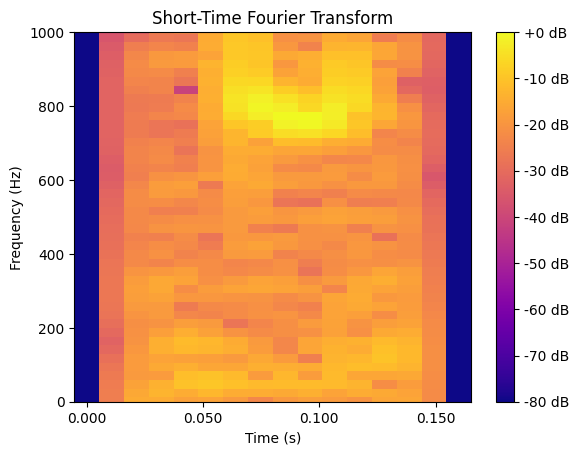 Short-Time Fourier Transform
1000
800
600
400
200
0
Frequency (Hz)
0.000
0.050
0.100
0.150
Time (s)
+0 dB
-10 dB
-20 dB
-30 dB
-40 dB
-50 dB
-60 dB
-70 dB
-80 dB